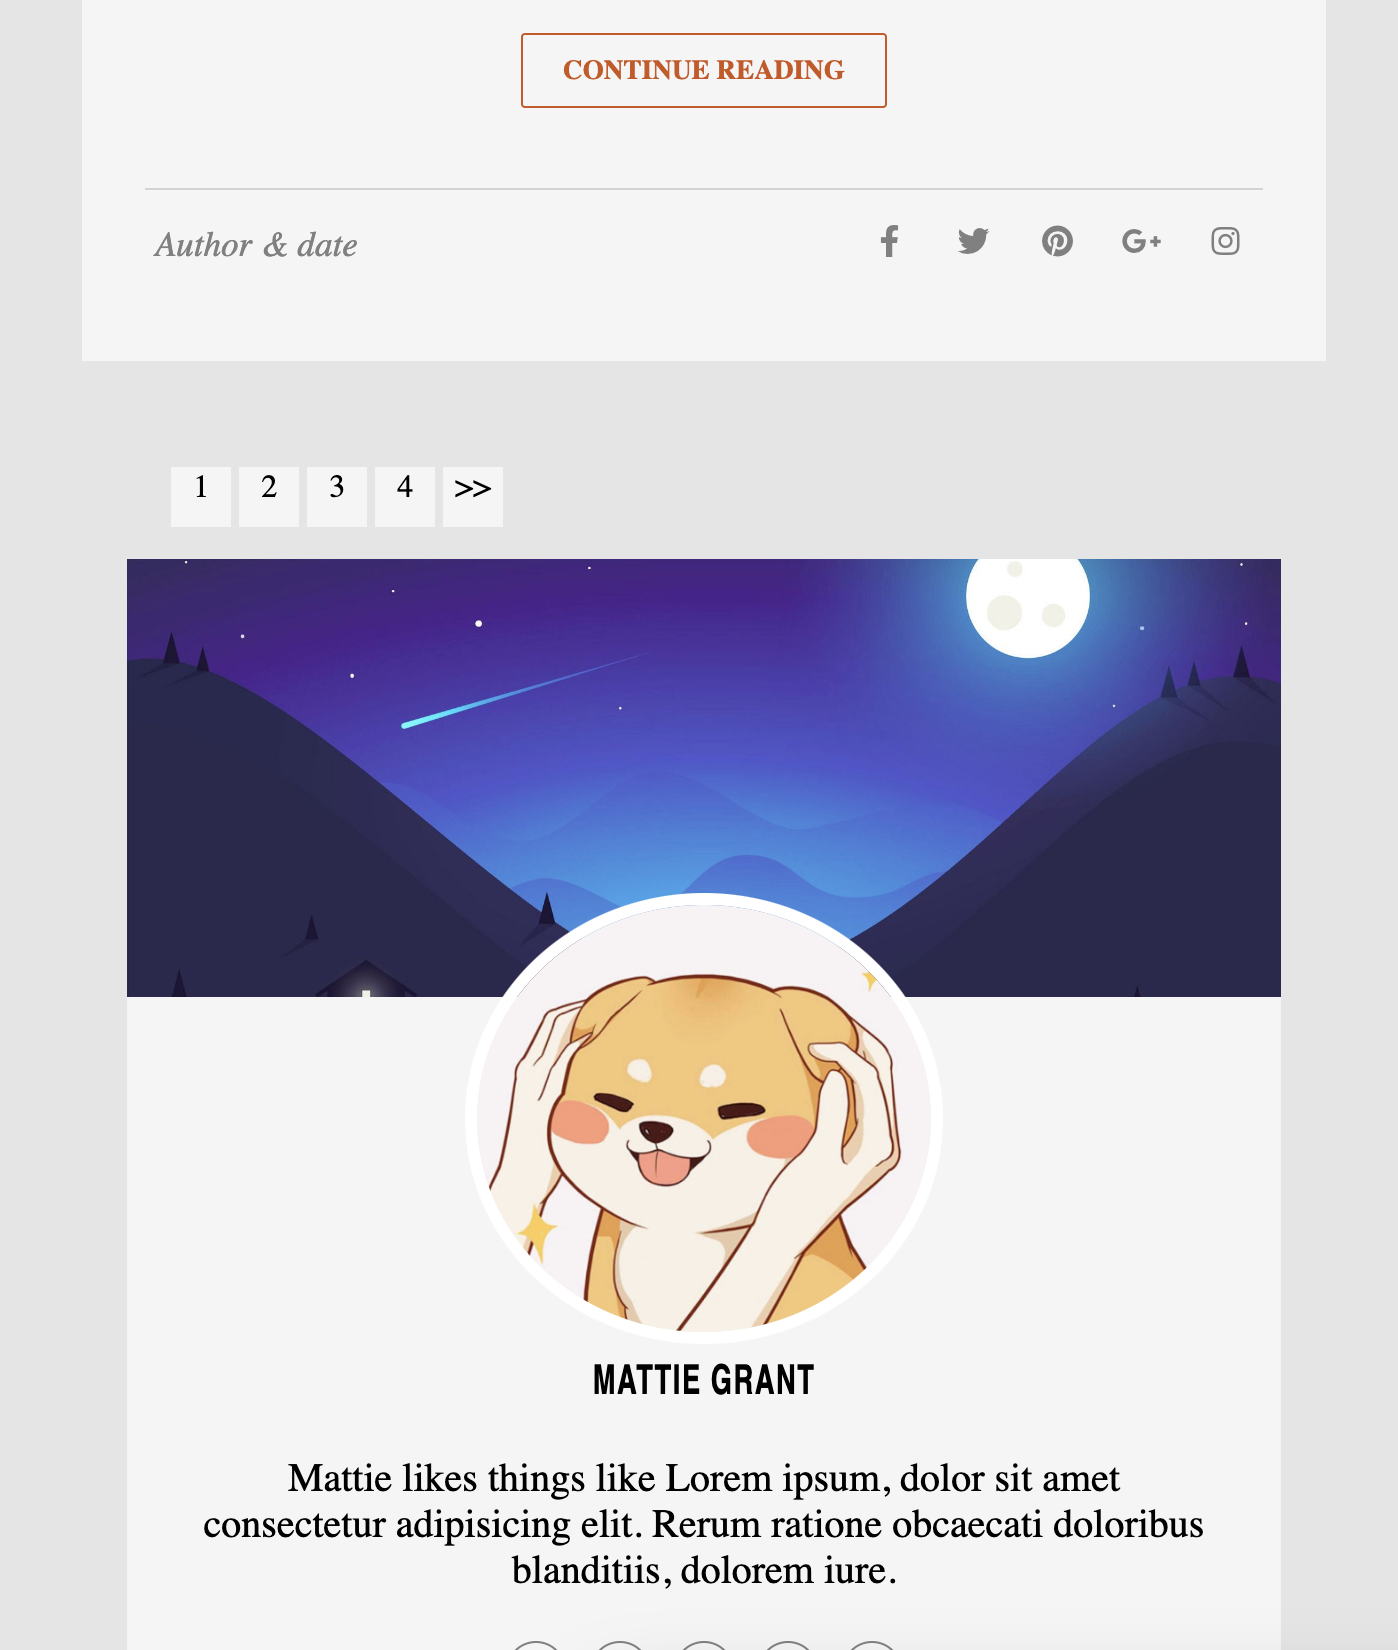 CONTINUE READING
Author & date
1 2 3 4 >>
MATTIE GRANT
Mattie likes things like Lorem ipsum, dolor sit amet
consectetur adipisicing elit. Rerum ratione obcaecati doloribus
blanditiis, dolorem iure.